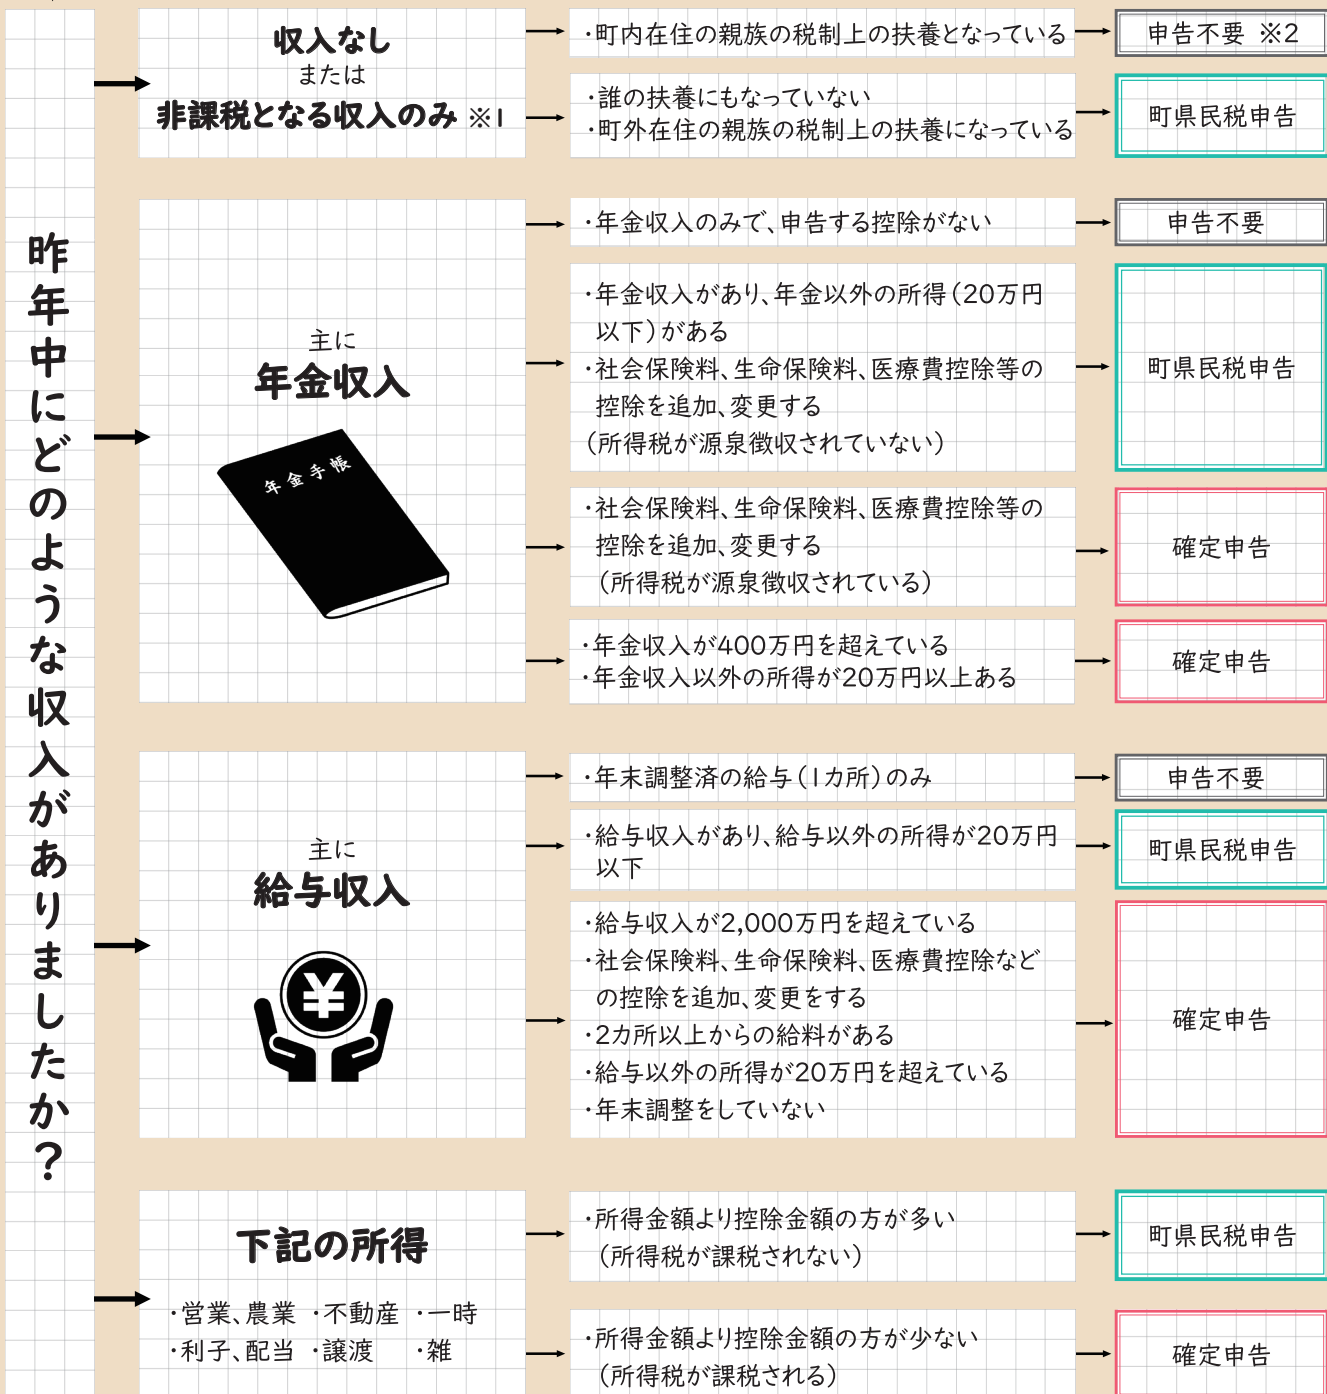 昨年中にどのような収入がありましたか？
収入なし
または
非課税となる収入のみ ※1
・町内在住の親族の税制上の扶養となっている
申告不要 ※2
・誰の扶養にもなっていない
・町外在住の親族の税制上の扶養になっている
町県民税申告
主に
年金収入
年金手帳
・年金収入のみで、申告する控除がない
申告不要
・年金収入があり、年金以外の所得（20万円
以下）がある
・社会保険料、生命保険料、医療費控除等の
控除を追加、変更する
（所得税が源泉徴収されていない）
町県民税申告
・社会保険料、生命保険料、医療費控除等の
控除を追加、変更する
（所得税が源泉徴収されている）
確定申告
・年金収入が400万円を超えている
・年金収入以外の所得が20万円以上ある
確定申告
主に
給与収入
¥
・年末調整済の給与（1カ所）のみ
申告不要
・給与収入があり、給与以外の所得が20万円
以下
町県民税申告
・給与収入が2,000万円を超えている
・社会保険料、生命保険料、医療費控除など
の控除を追加、変更をする
・2カ所以上からの給料がある
・給与以外の所得が20万円を超えている
・年末調整をしていない
確定申告
下記の所得
・営業、農業 ・不動産 ・一時
・利子、配当 ・譲渡 ・雑
・所得金額より控除金額の方が多い
（所得税が課税されない）
町県民税申告
・所得金額より控除金額の方が少ない
（所得税が課税される）
確定申告